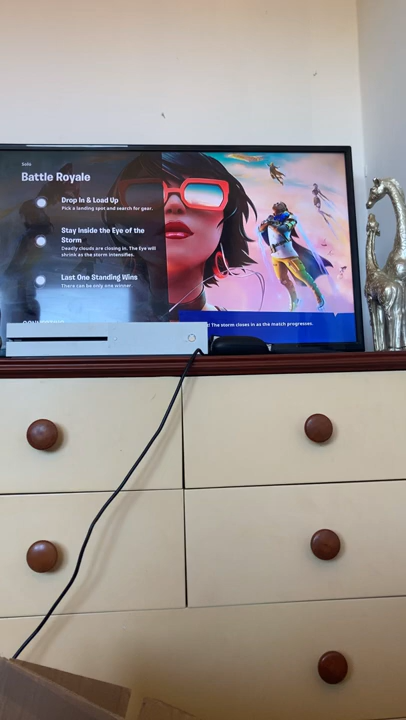 Solo
Battle Royale
Drop In & Load Up
Pick a landing spot and search for gear.
Stay Inside the Eye of the
Storm
Deadly clouds are closing in. The Eye will
shrink as the storm intensifies.
Last One Standing Wins
There can be only one winner.
The storm closes in as the match progresses.